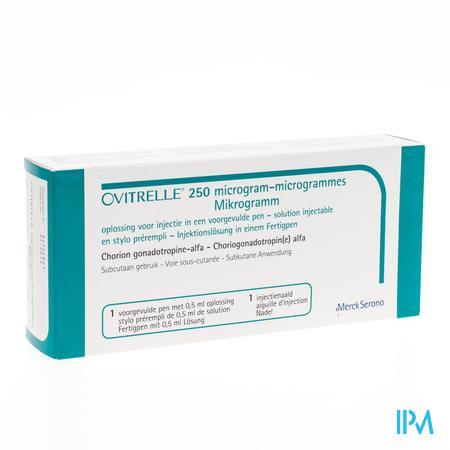 OVITRELLE® 250 microgram-microgrammes
Mikrogramm
oplossing voor injectie in een voorgevulde pen – solution injectable
en stylo prérempli – Injektionslösung in einem Fertigpen
Chorion gonadotropine-alfa - Choriogonadotropin(e) alfa
Subcutaan gebruik - Voie sous-cutanée - Subkutane Anwendung
1 voorgevulde pen met 0,5 ml oplossing
stylo prérempli de 0,5 ml de solution
Fertigpen mit 0,5 ml Lösung
1 injectienaald
aiguille d'injection
Nadel
MerckSerono
IPM